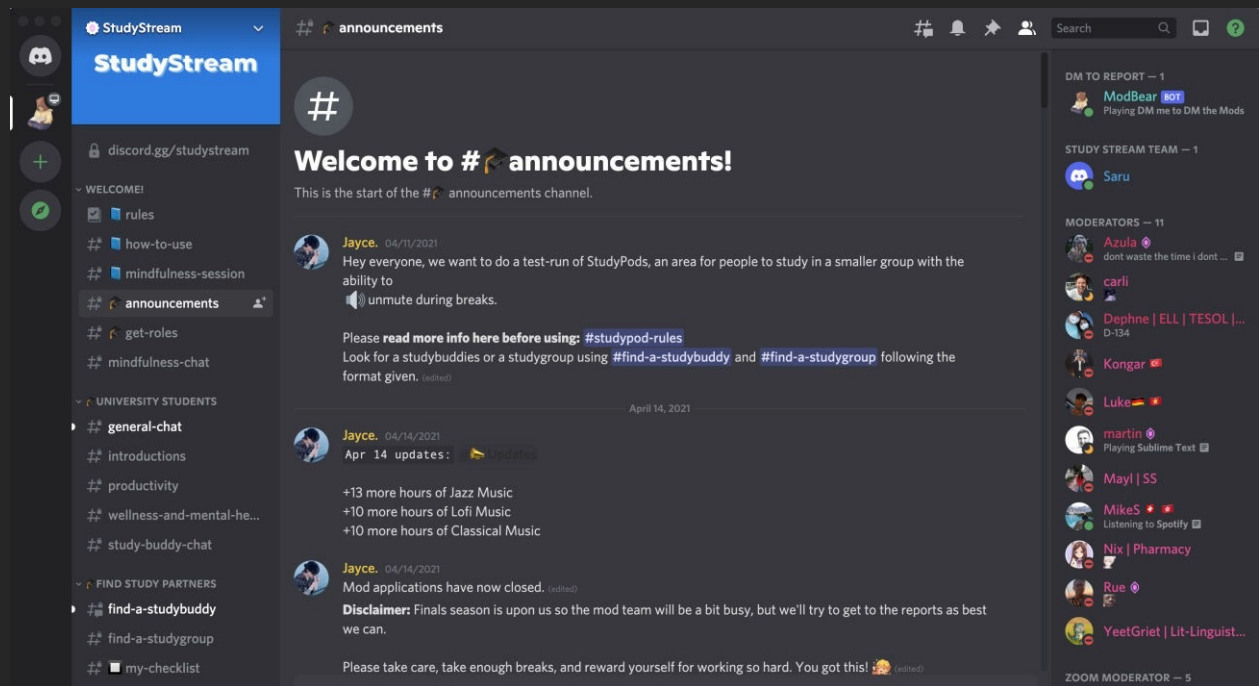 StudyStream
StudyStream
discord.gg/studystream
WELCOME!
rules
how-to-use
mindfulness-session
announcements
get-roles
mindfulness-chat
UNIVERSITY STUDENTS
general-chat
introductions
productivity
wellness-and-mental-he...
study-buddy-chat
FIND STUDY PARTNERS
find-a-studybuddy
find-a-studygroup
my-checklist
announcements
Search
#
Welcome to #🎓announcements!
This is the start of the #🎓 announcements channel.
Jayce. 04/11/2021
Hey everyone, we want to do a test-run of StudyPods, an area for people to study in a smaller group with the
ability to
🔊 unmute during breaks.
Please read more info here before using: #studypod-rules
Look for a studybuddies or a studygroup using #find-a-studybuddy and #find-a-studygroup following the
format given. (edited)
April 14, 2021
Jayce. 04/14/2021
Apr 14 updates: Updates
+13 more hours of Jazz Music
+10 more hours of Lofi Music
+10 more hours of Classical Music
Jayce. 04/14/2021
Mod applications have now closed. (edited)
Disclaimer: Finals season is upon us so the mod team will be a bit busy, but we'll try to get to the reports as best
we can.
Please take care, take enough breaks, and reward yourself for working so hard. You got this! (edited)
DM TO REPORT — 1
ModBear BOT
Playing DM me to DM the Mods
STUDY STREAM TEAM — 1
Saru
MODERATORS — 11
Azula
dont waste the time i dont ...
carli
Dephne | ELL | TESOL |...
D-134
Kongar
Luke
martin
Playing Sublime Text
Mayl | SS
MikeS
Listening to Spotify
Nix | Pharmacy
Rue
YeetGriet | Lit-Linguist...
ZOOM MODERATOR — 5